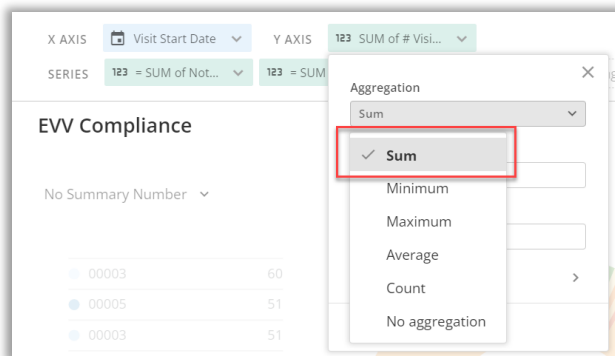 X AXIS Visit Start Date Y AXIS 123 SUM of # Visi...
SERIES 123 = SUM of Not... 123 = SUM
Aggregation
Sum
EVV Compliance
Sum
No Summary Number
Minimum
Maximum
Average
00003 60
Count
00005 51
No aggregation
00003 51